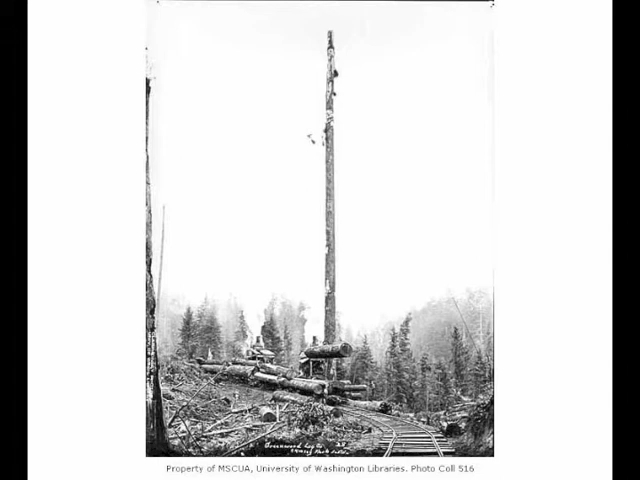 Greenwood Log Co
Property of MSCUA, University of Washington Libraries. Photo Coll 516